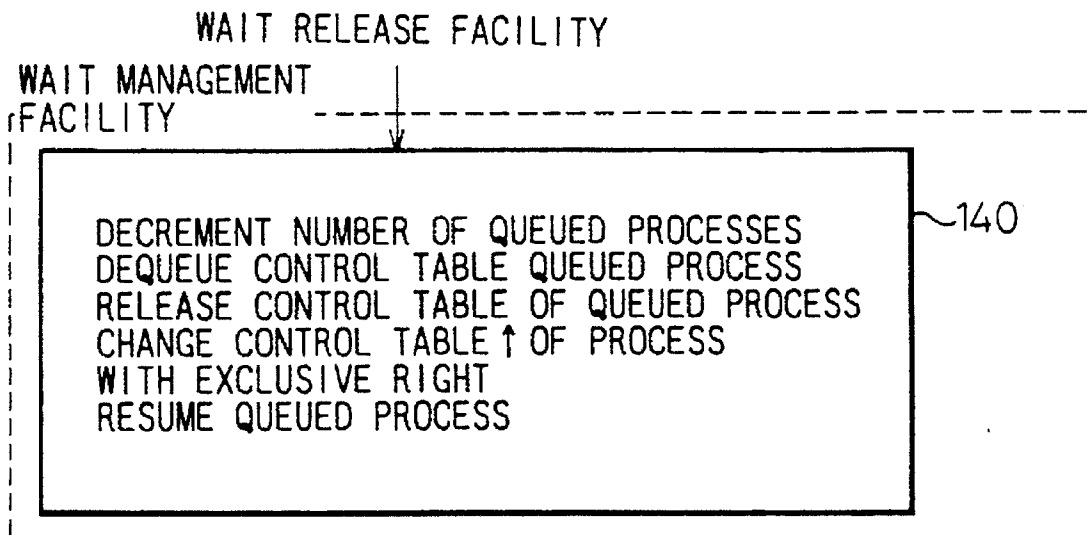 WAIT RELEASE FACILITY
WAIT MANAGEMENT
FACILITY
DECREMENT NUMBER OF QUEUED PROCESSES
DEQUEUE CONTROL TABLE QUEUED PROCESS
RELEASE CONTROL TABLE OF QUEUED PROCESS
CHANGE CONTROL TABLE ↑ OF PROCESS
WITH EXCLUSIVE RIGHT
RESUME QUEUED PROCESS
140